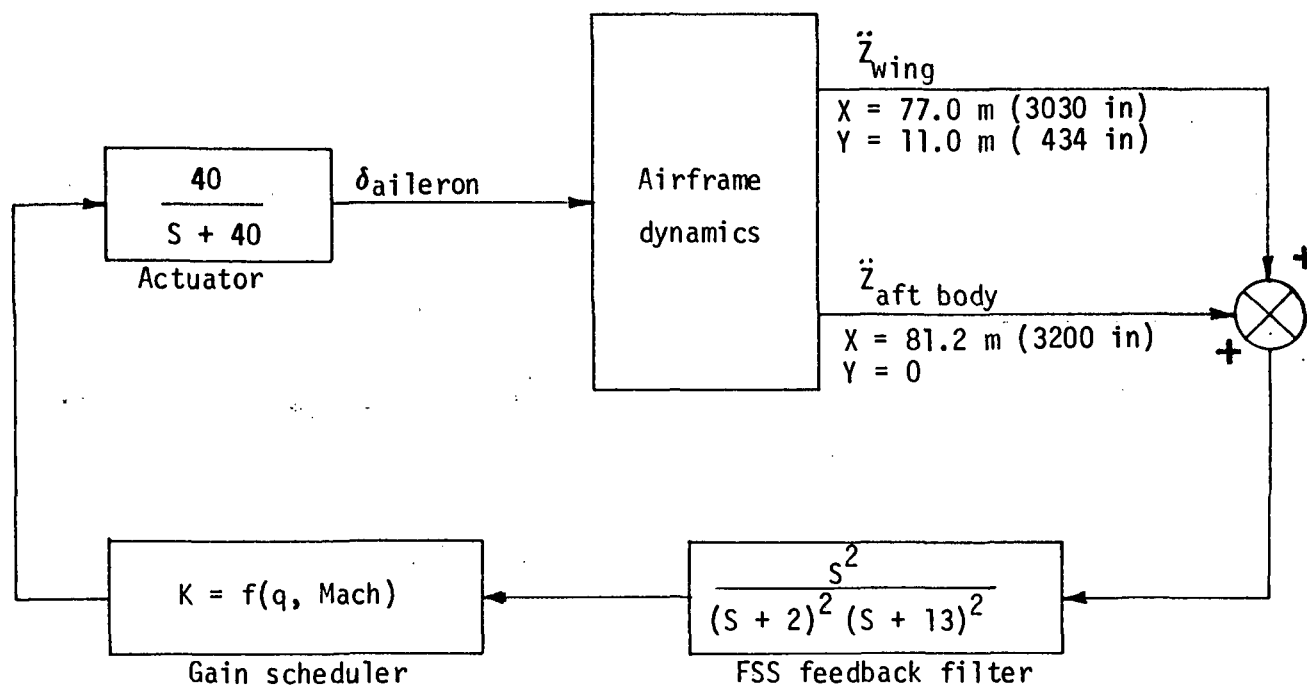 Z̈wing
X = 77.0 m (3030 in)
Y = 11.0 m ( 434 in)
40
S + 40
Actuator
δaileron
Airframe
dynamics
+
Z̈aft body
X = 81.2 m (3200 in)
Y = 0
+
K = f(q, Mach)
Gain scheduler
S²
(S + 2)² (S + 13)²
FSS feedback filter